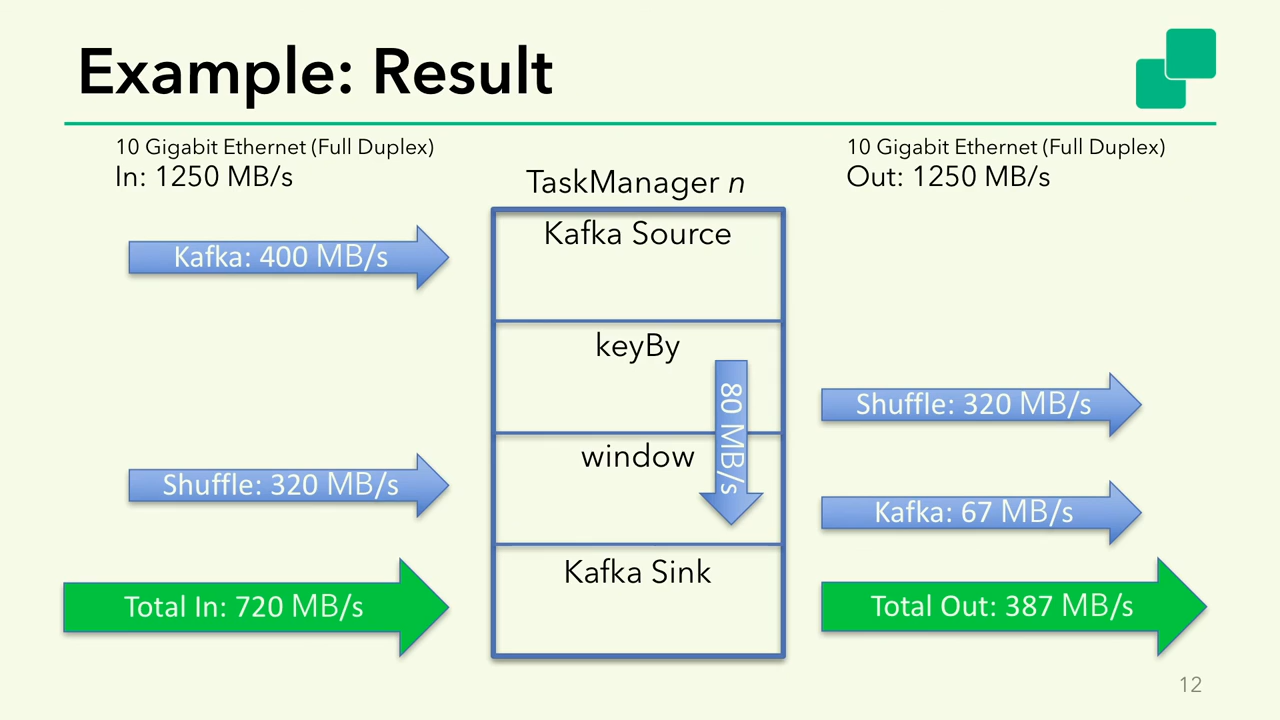 Example: Result
10 Gigabit Ethernet (Full Duplex)
In: 1250 MB/s
10 Gigabit Ethernet (Full Duplex)
Out: 1250 MB/s
TaskManager n
Kafka Source
Kafka: 400 MB/s
keyBy
80 MB/s
Shuffle: 320 MB/s
window
Shuffle: 320 MB/s
Kafka: 67 MB/s
Kafka Sink
Total In: 720 MB/s
Total Out: 387 MB/s
12